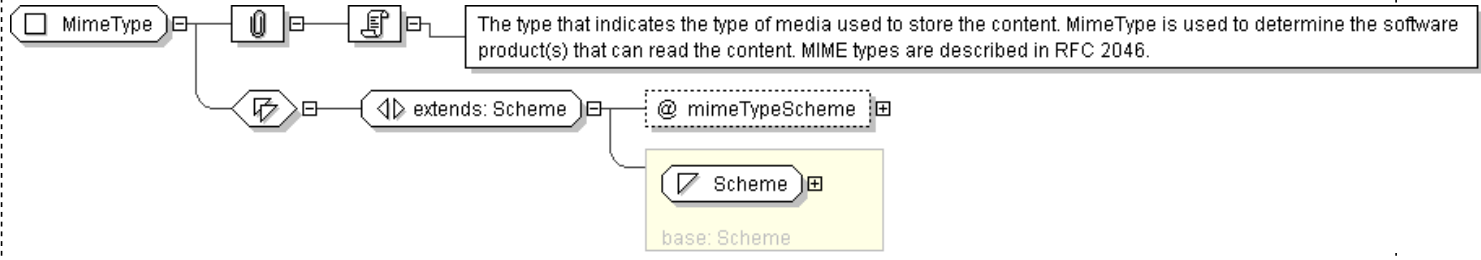 MimeType
The type that indicates the type of media used to store the content. MimeType is used to determine the software
product(s) that can read the content. MIME types are described in RFC 2046.
extends: Scheme
@ mimeTypeScheme
Scheme
base: Scheme